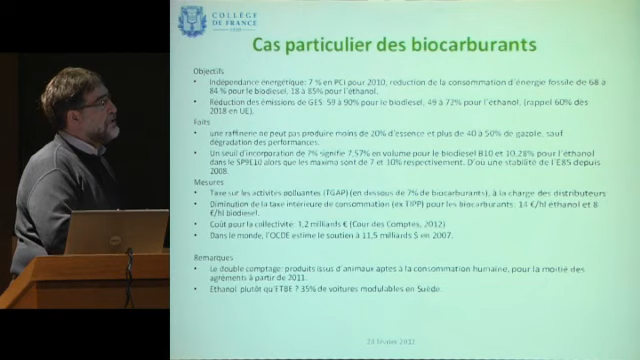 COLLÈGE
DE FRANCE
1530
Cas particulier des biocarburants
Objectifs
• Indépendance énergétique: 7 % en PCI pour 2010, réduction de la consommation d'énergie fossile de 68 à
84 % pour le biodiesel, 18 à 85% pour l'éthanol.
• Réduction des émissions de GES: 59 à 90% pour le biodiesel, 49 à 72% pour l'éthanol, (rappel 60% dès
2018 en UE).
Faits
• une raffinerie ne peut pas produire moins de 20% d'essence et plus de 40 à 50% de gazole, sauf
dégradation des performances.
• Un seuil d'incorporation de 7% signifie 7,57% en volume pour le biodiesel B10 et 10,28% pour l'éthanol
dans le SP9E10 alors que les maxima sont de 7 et 10% respectivement. D'où une stabilité de l'E85 depuis
2008.
Mesures
• Taxe sur les activités polluantes (TGAP) (en dessous de 7% de biocarburants), à la charge des distributeurs
• Diminution de la taxe intérieure de consommation (ex TIPP) pour les biocarburants: 14 €/hl éthanol et 8
€/hl biodiesel.
• Coût pour la collectivité: 1,2 milliards € (Cour des Comptes, 2012)
• Dans le monde, l'OCDE estime le soutien à 11,5 milliards $ en 2007.
Remarques
• Le double comptage: produits issus d'animaux aptes à la consommation humaine, pour la moitié des
agréments à partir de 2011.
• Ethanol plutôt qu'ETBE ? 35% de voitures modulables en Suède.
23 février 2012